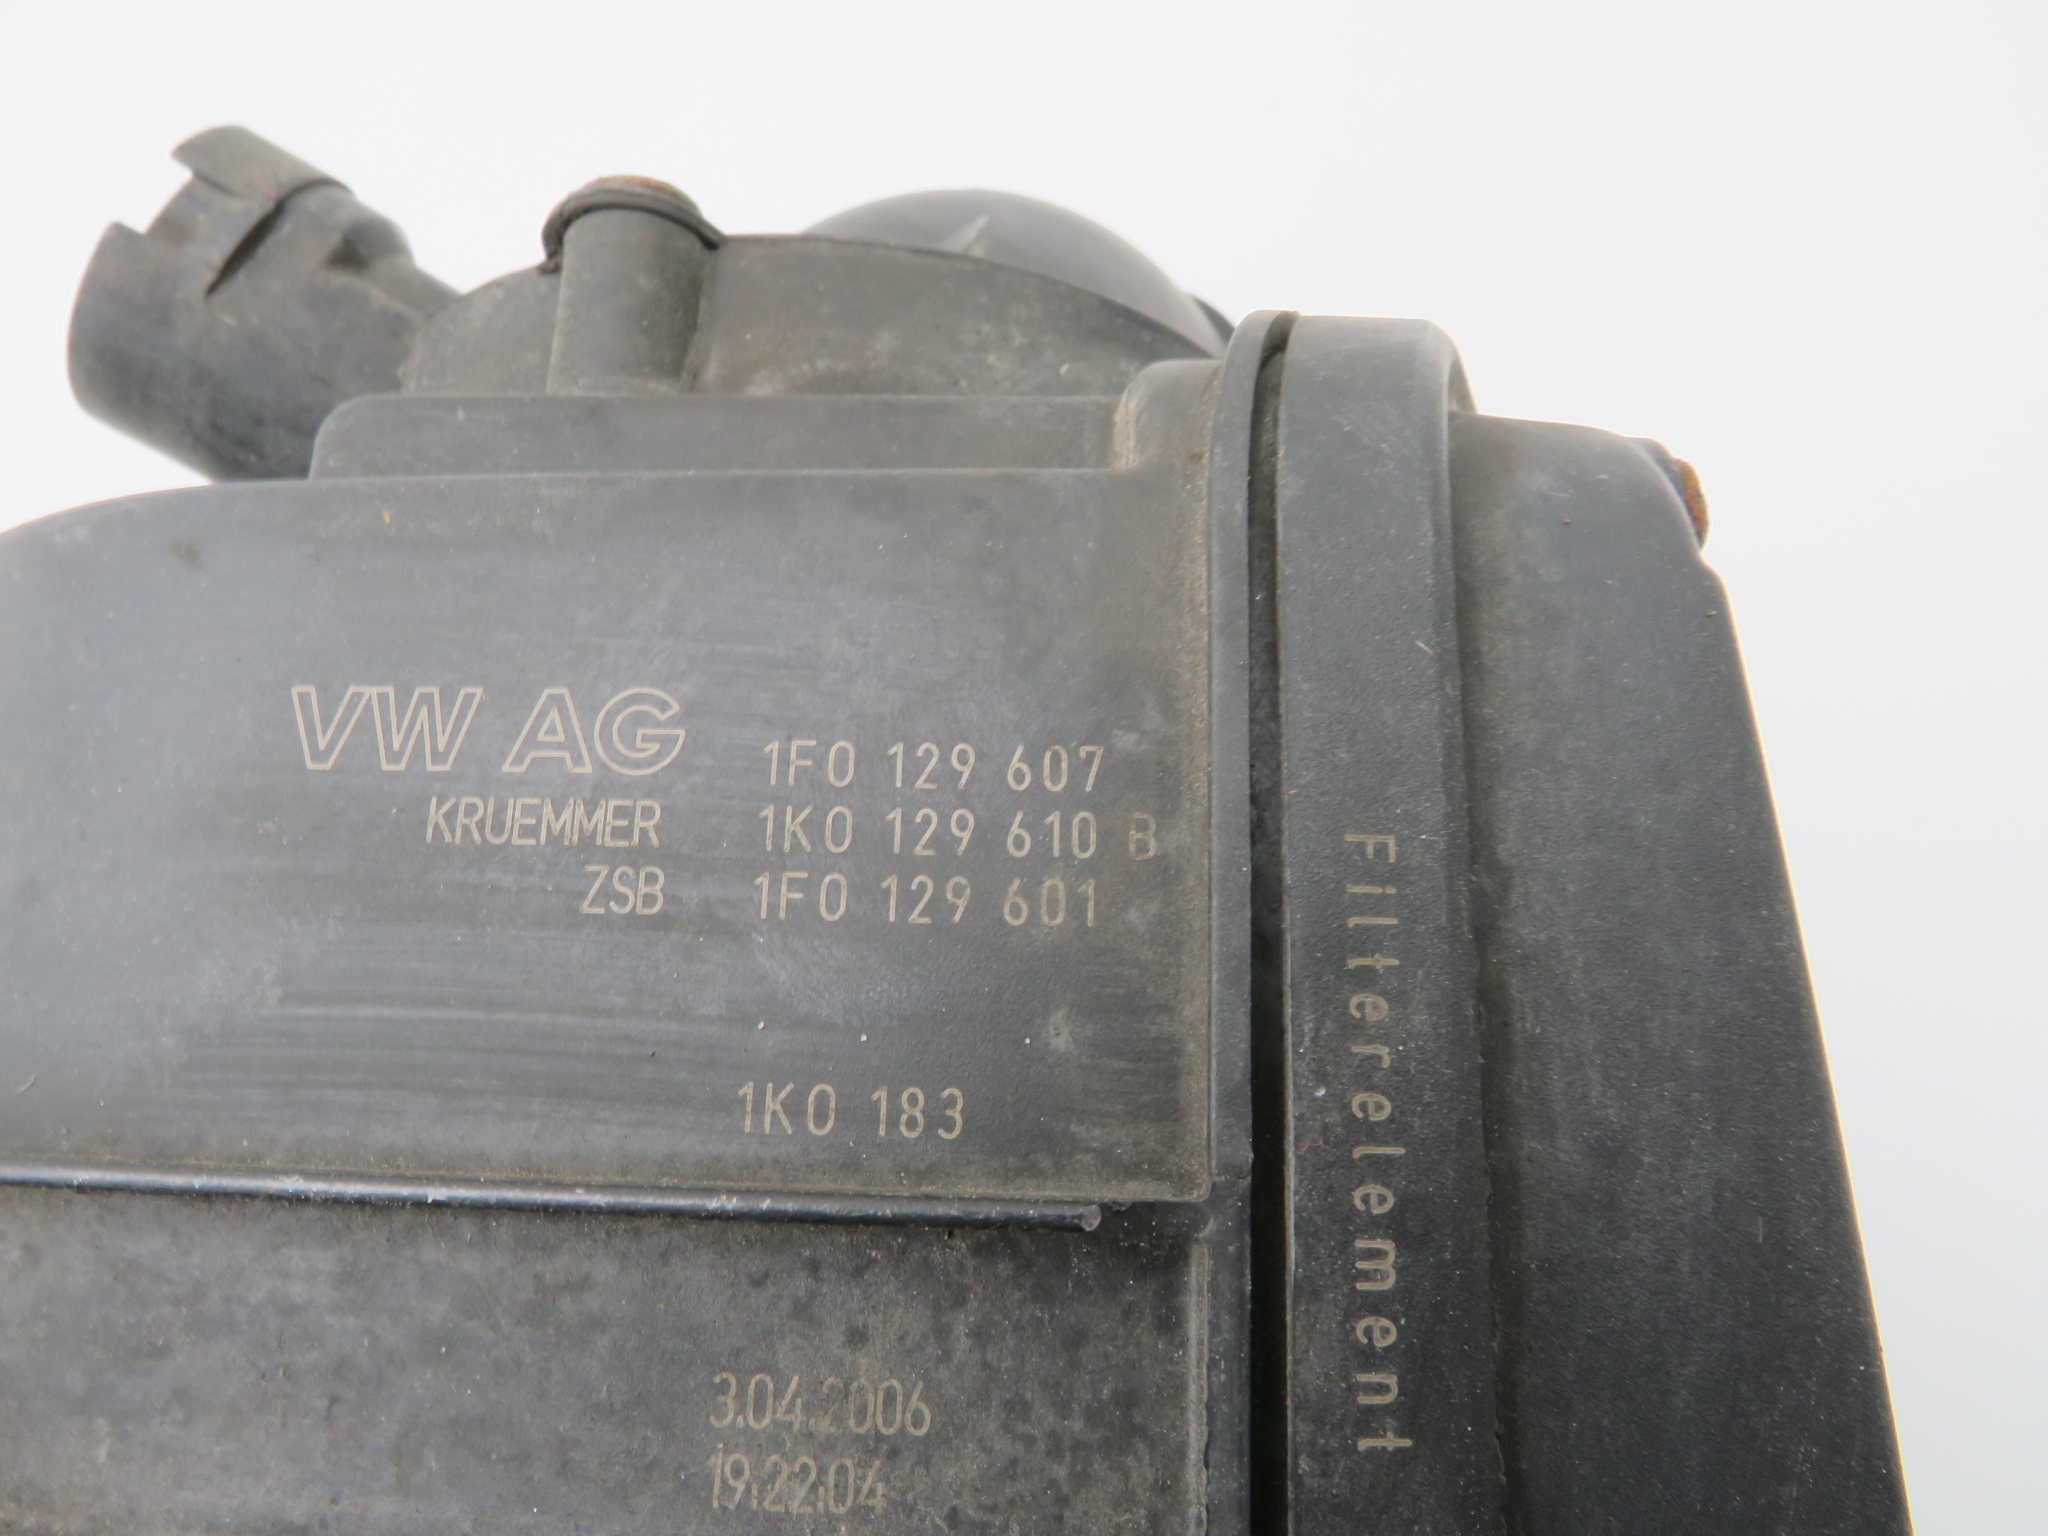 VW AG 1F0 129 607
KRUEMMER 1K0 129 610 B
ZSB 1F0 129 601
1K0 183
3.04.2006
19:22:04
Filterelement